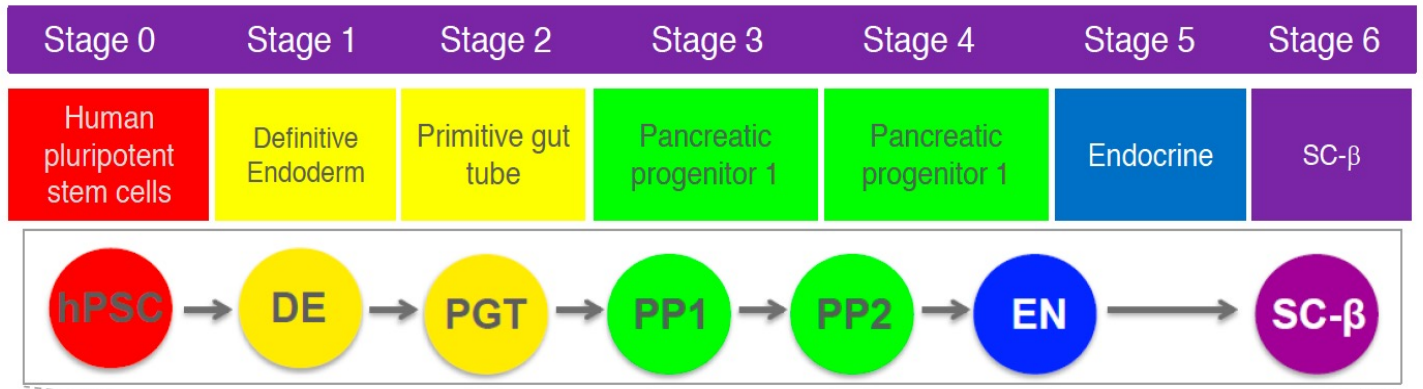 Stage 0 Stage 1 Stage 2 Stage 3 Stage 4 Stage 5 Stage 6
Human
pluripotent
stem cells
Definitive
Endoderm
Primitive gut
tube
Pancreatic
progenitor 1
Pancreatic
progenitor 1
Endocrine
SC-β
hPSC DE PGT PP1 PP2 EN SC-β